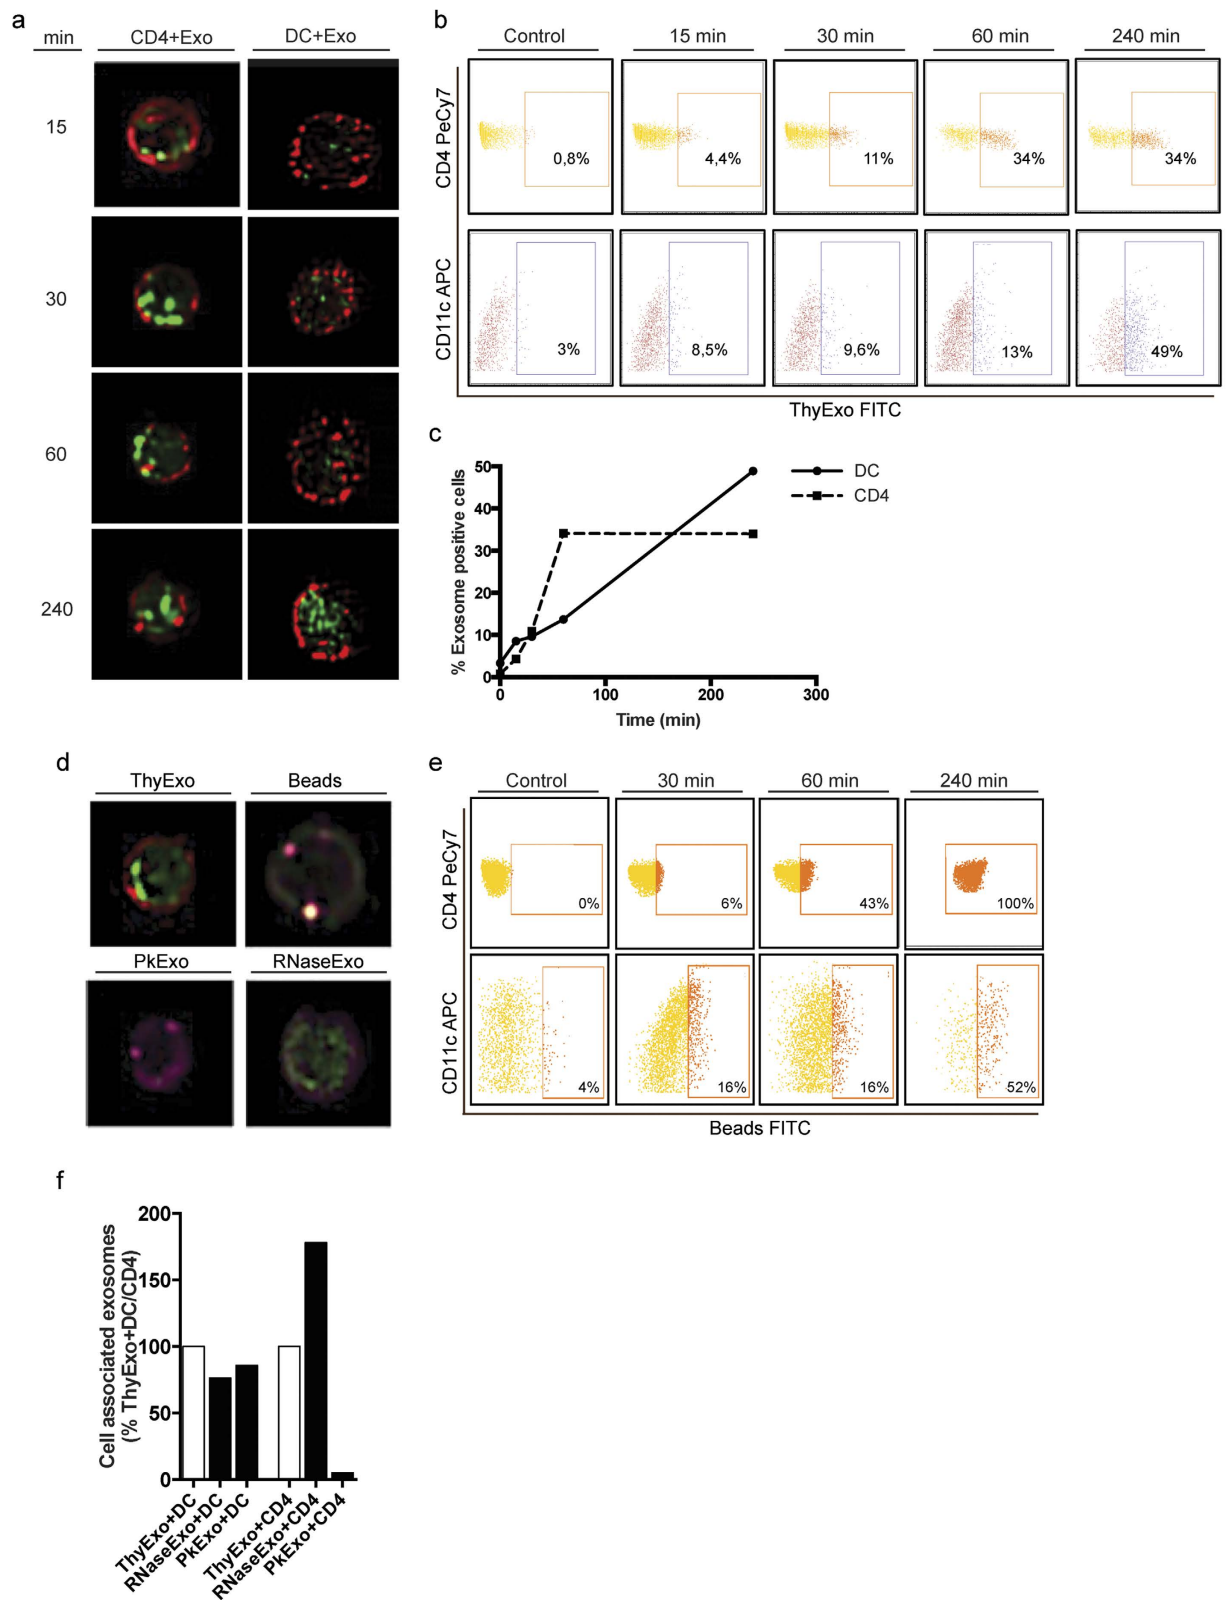 a
min CD4+Exo DC+Exo
15
30
60
240
b
Control 15 min 30 min 60 min 240 min
CD4 PeCy7
0,8% 4,4% 11% 34% 34%
CD11c APC
3% 8,5% 9,6% 13% 49%
ThyExo FITC
c
% Exosome positive cells
50
40
30
20
10
0
0 100 200 300
Time (min)
DC
CD4
d
ThyExo Beads
PkExo RNaseExo
e
Control 30 min 60 min 240 min
CD4 PeCy7
0% 6% 43% 100%
CD11c APC
4% 16% 16% 52%
Beads FITC
f
Cell associated exosomes
(% ThyExo+DC/CD4)
200
150
100
50
0
ThyExo+DC
RNaseExo+DC
PkExo+DC
ThyExo+CD4
RNaseExo+CD4
PkExo+CD4